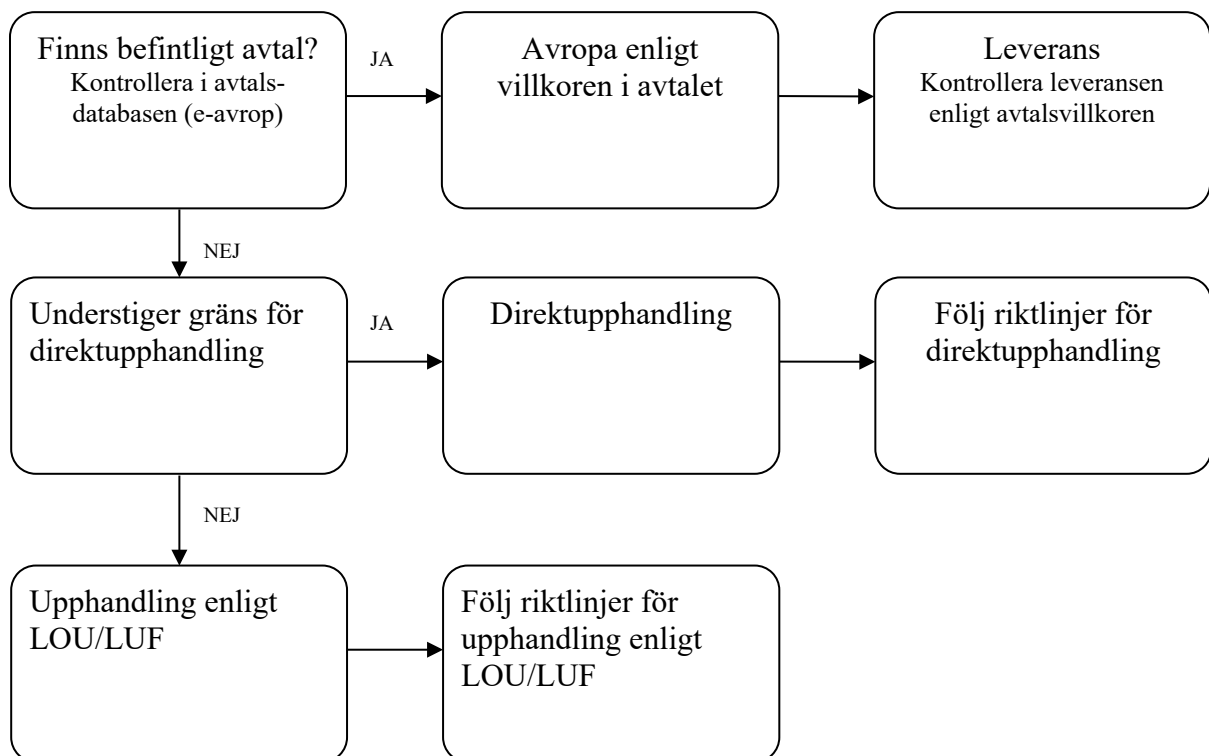 Finns befintligt avtal?
Kontrollera i avtals-
databasen (e-avrop)
JA
Avropa enligt
villkoren i avtalet
Leverans
Kontrollera leveransen
enligt avtalsvillkoren
NEJ
Understiger gräns för
direktupphandling
JA
Direktupphandling
Följ riktlinjer för
direktupphandling
NEJ
Upphandling enligt
LOU/LUF
Följ riktlinjer för
upphandling enligt
LOU/LUF